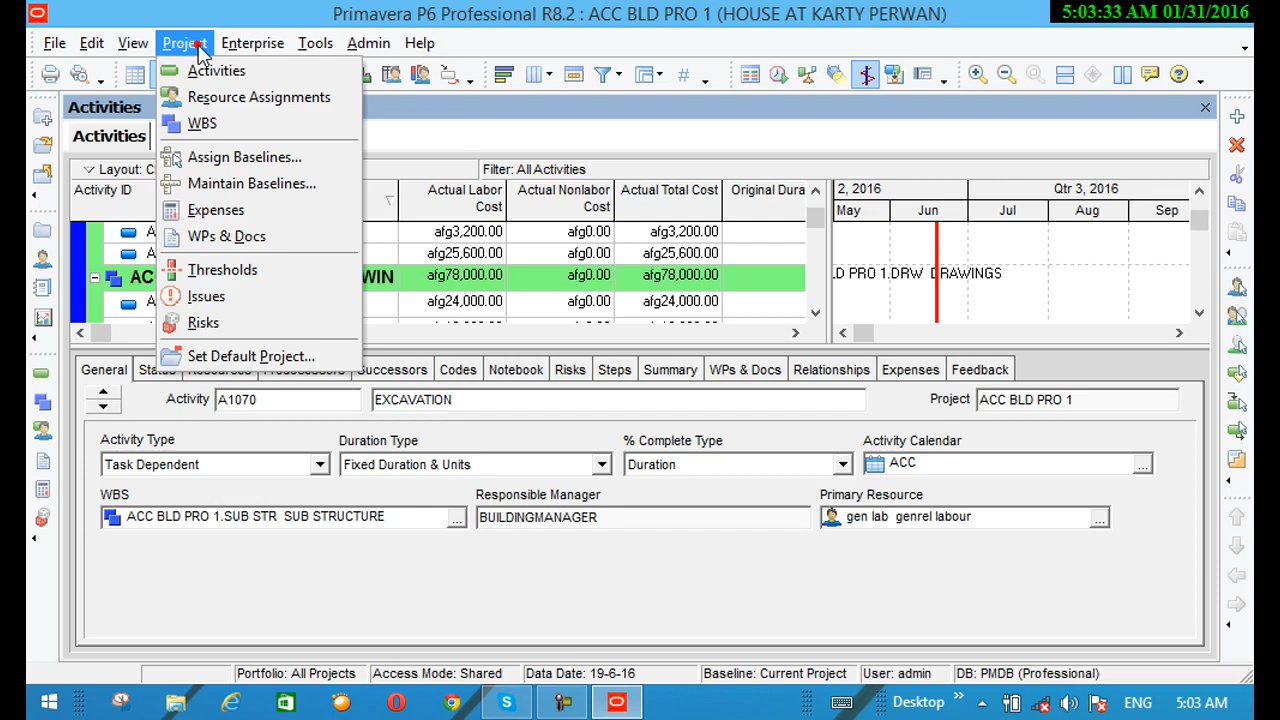 Primavera P6 Professional R8.2 : ACC BLD PRO 1 (HOUSE AT KARTY PERWAN)
5:03:33 AM 01/31/2016
File Edit View Project Enterprise Tools Admin Help
Activities
Resource Assignments
WBS
Assign Baselines...
Maintain Baselines...
Expenses
WPs & Docs
Thresholds
Issues
Risks
Set Default Project...
Activities
Activities
Layout: C
Filter: All Activities
Activity ID
Actual Labor Cost
Actual Nonlabor Cost
Actual Total Cost
Original Dura
2, 2016
Qtr 3, 2016
May Jun Jul Aug Sep
A afg3,200.00 afg0.00 afg3,200.00
A afg25,600.00 afg0.00 afg25,600.00
AC WIN afg78,000.00 afg0.00 afg78,000.00
A afg24,000.00 afg0.00 afg24,000.00
LD PRO 1.DRW DRAWINGS
General Status Resources Predecessors Successors Codes Notebook Risks Steps Summary WPs & Docs Relationships Expenses Feedback
Activity A1070 EXCAVATION Project ACC BLD PRO 1
Activity Type Duration Type % Complete Type Activity Calendar
Task Dependent Fixed Duration & Units Duration ACC ...
WBS Responsible Manager Primary Resource
ACC BLD PRO 1.SUB STR SUB STRUCTURE ... BUILDINGMANAGER gen lab genrel labour ...
Portfolio: All Projects Access Mode: Shared Data Date: 19-6-16 Baseline: Current Project User: admin DB: PMDB (Professional)
Desktop » ENG 5:03 AM